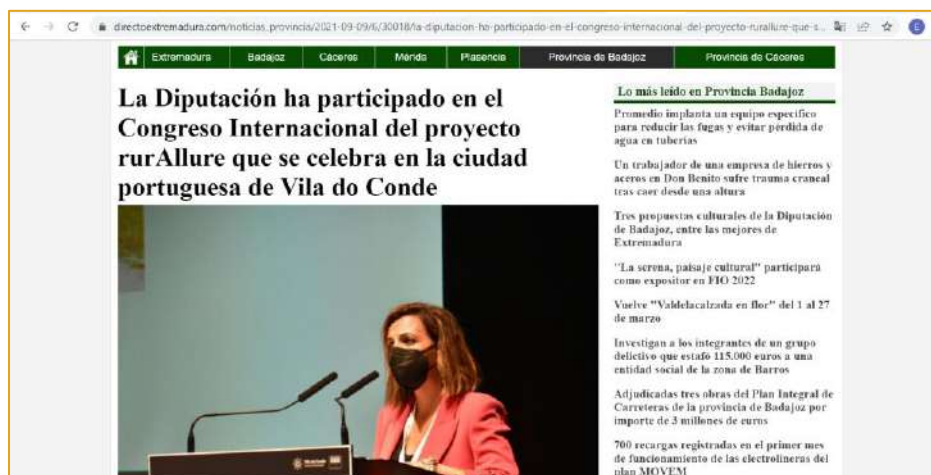 directoextremadura.com/noticias_provincia/2021-09-09/6/30018/la-diputacion-ha-participado-en-el-congreso-internacional-del-proyecto-rurallure-que-s...
E
Extremadura Badajoz Cáceres Mérida Plasencia Provincia de Badajoz Provincia de Cáceres
La Diputación ha participado en el
Congreso Internacional del proyecto
rurAllure que se celebra en la ciudad
portuguesa de Vila do Conde
Lo más leído en Provincia Badajoz
Promedio implanta un equipo específico
para reducir las fugas y evitar pérdida de
agua en tuberías
Un trabajador de una empresa de hierros y
aceros en Don Benito sufre trauma craneal
tras caer desde una altura
Tres propuestas culturales de la Diputación
de Badajoz, entre las mejores de
Extremadura
"La serena, paisaje cultural" participará
como expositor en FIO 2022
Vuelve "Valdelacalzada en flor" del 1 al 27
de marzo
Investigan a los integrantes de un grupo
delictivo que estafó 115.000 euros a una
entidad social de la zona de Barros
Adjudicadas tres obras del Plan Integral de
Carreteras de la provincia de Badajoz por
importe de 3 millones de euros
700 recargas registradas en el primer mes
de funcionamiento de las electrolineras del
plan MOVEM